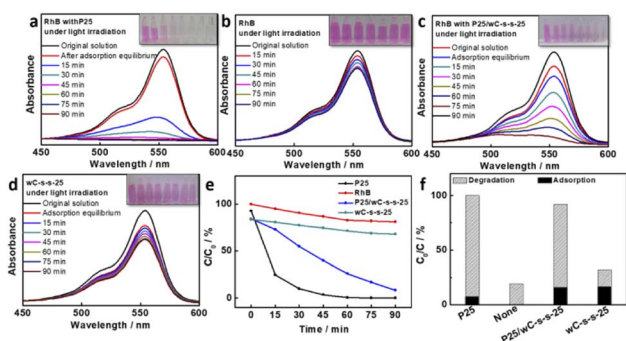 a
RhB withP25
under light irradiation
Original solution
After adsorption equilibrium
15 min
30 min
45 min
60 min
75 min
90 min
Absorbance
450 500 550 600
Wavelength / nm
b
RhB
under light irradiation
Original solution
15 min
30 min
45 min
60 min
75 min
90 min
Absorbance
450 500 550 600
Wavelength / nm
c
RhB with P25/wC-s-s-25
under light irradiation
Original solution
Adsorption equilibrium
15 min
30 min
45 min
60 min
75 min
90 min
Absorbance
450 500 550 600
Wavelength / nm
d
wC-s-s-25
under light irradiation
Original solution
Adsorption equilibrium
15 min
30 min
45 min
60 min
75 min
90 min
Absorbance
450 500 550 600
Wavelength / nm
e
P25
RhB
P25/wC-s-s-25
wC-s-s-25
C/C0 / %
100
50
0
0 15 30 45 60 75 90
Time / min
f
Degradation
Adsorption
C0/C / %
100
50
0
P25
None
P25/wC-s-s-25
wC-s-s-25